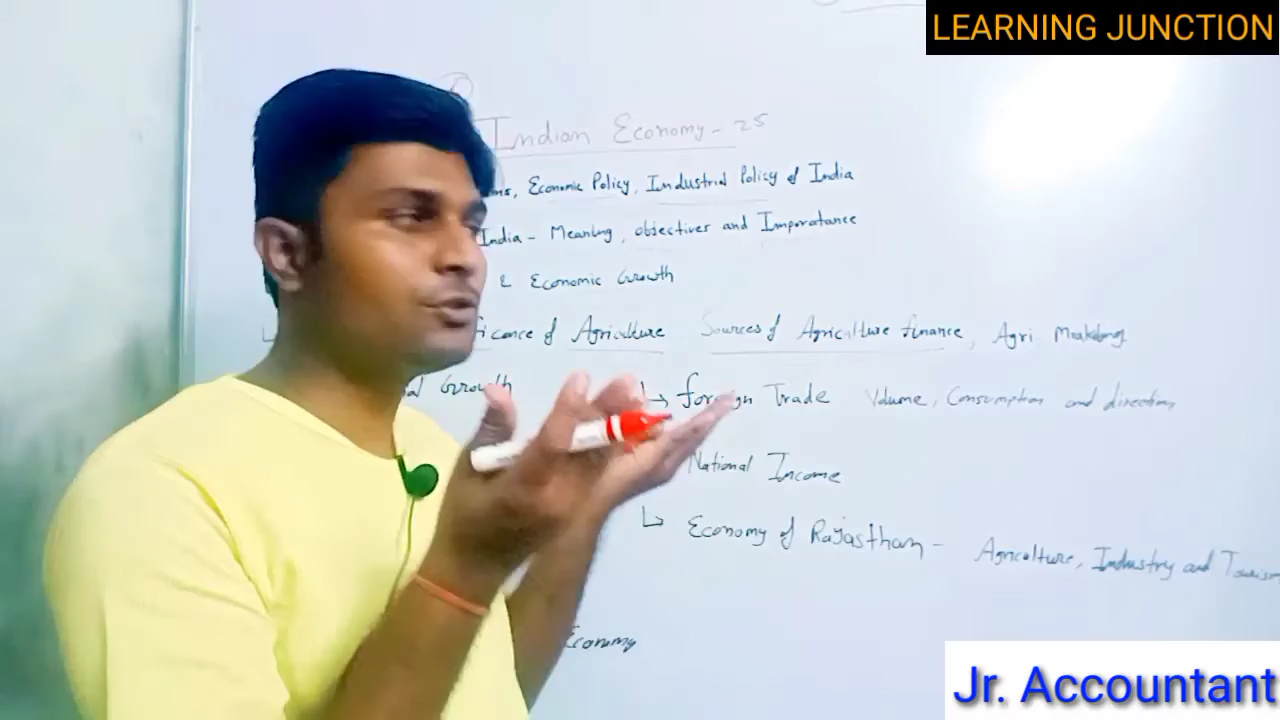 LEARNING JUNCTION
Indian Economy - 25
Economic Policy, Industrial Policy of India
India - Meaning, objectives and Imporatance
& Economic Growth
of Agriculture Sources of Agriculture finance, Agri
Growth
↳ foreign Trade Volume, Consumption and direction
National Income
↳ Economy of Rajasthan - Agriculture, Industry and Tourism
Economy
Jr. Accountant